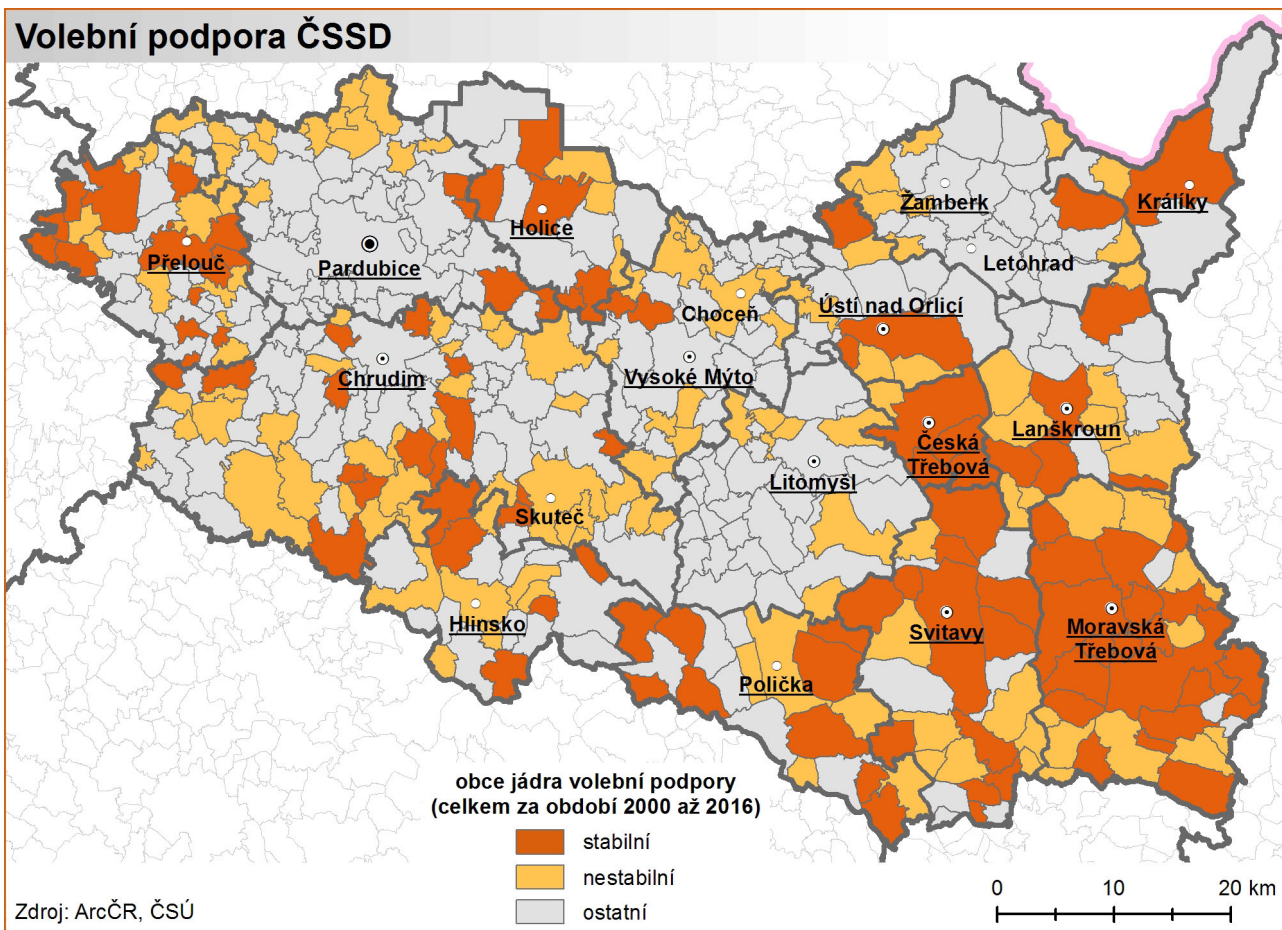 Volební podpora ČSSD
Žamberk
Králíky
Holice
Přelouč
Pardubice
Letohrad
Choceň
Ústí nad Orlicí
Chrudim
Vysoké Mýto
Lanškroun
Česká
Třebová
Litomyšl
Skuteč
Hlinsko
Svitavy
Moravská
Třebová
Polička
obce jádra volební podpory
(celkem za období 2000 až 2016)
stabilní
nestabilní
ostatní
0 10 20 km
Zdroj: ArcČR, ČSÚ